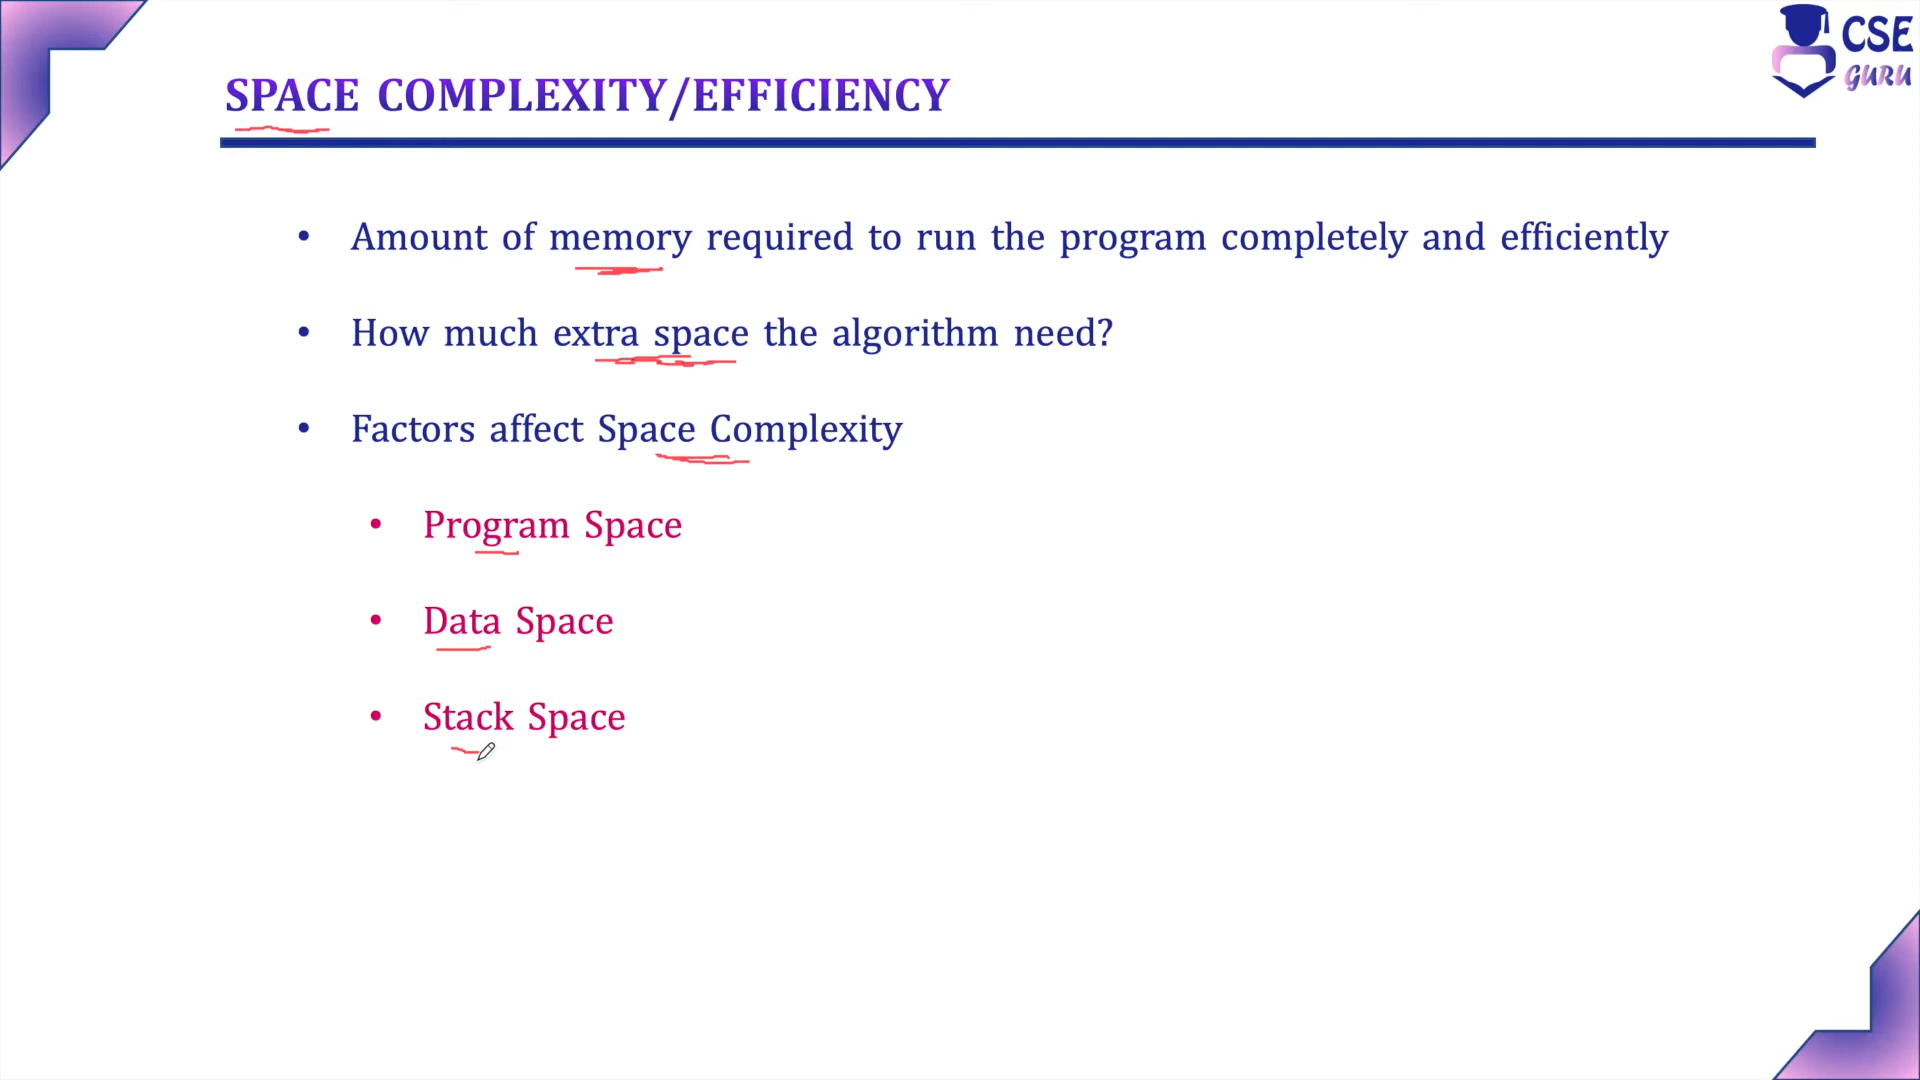 CSE
GURU
SPACE COMPLEXITY/EFFICIENCY
• Amount of memory required to run the program completely and efficiently
• How much extra space the algorithm need?
• Factors affect Space Complexity
• Program Space
• Data Space
• Stack Space